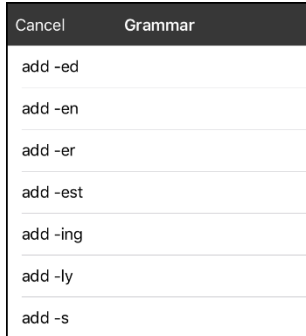 Cancel Grammar
add -ed
add -en
add -er
add -est
add -ing
add -ly
add -s